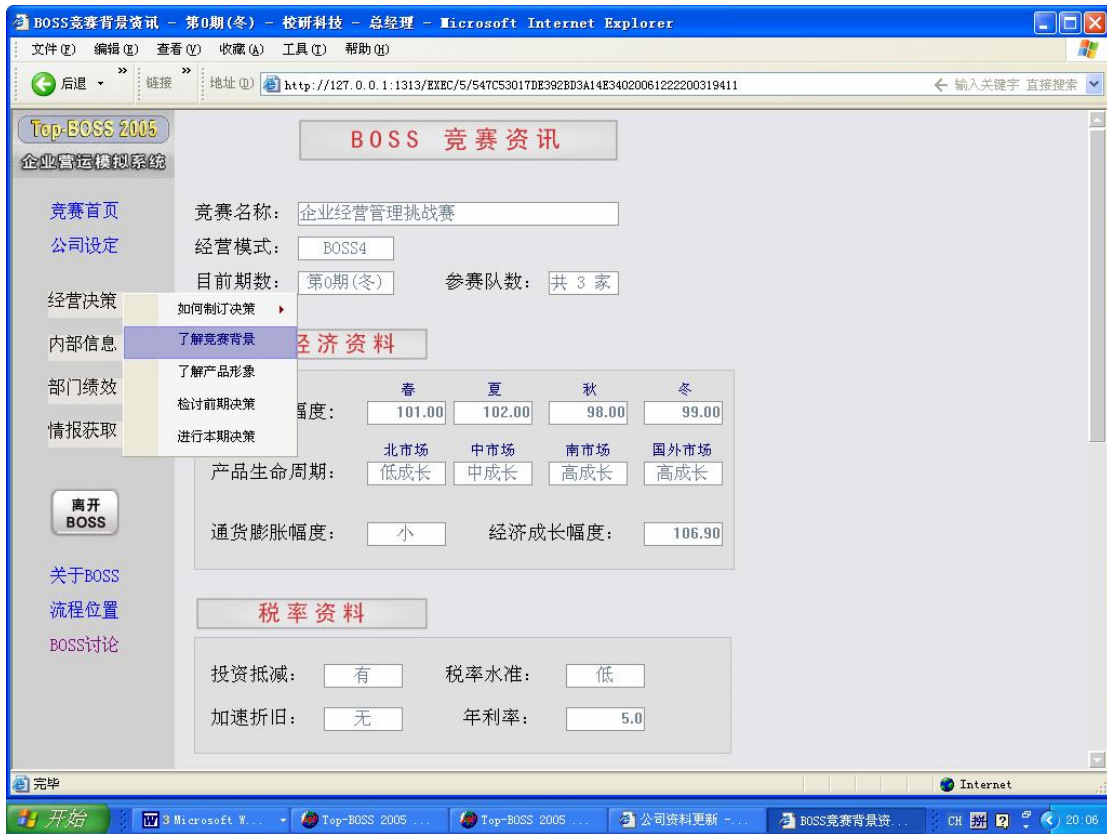 BOSS竞赛背景资讯 - 第0期(冬) - 校研科技 - 总经理 - Microsoft Internet Explorer
文件(F) 编辑(E) 查看(V) 收藏(A) 工具(T) 帮助(H)
后退 » 链接 » 地址(D) http://127.0.0.1:1313/EXEC/5/547C53017DE392BD3A14E34020061222200319411 输入关键字 直接搜索
Top-BOSS 2005
企业营运模拟系统
BOSS 竞赛资讯
竞赛首页
公司设定
经营决策
内部信息
部门绩效
情报获取
离开
BOSS
关于BOSS
流程位置
BOSS讨论
如何制订决策
了解竞赛背景
了解产品形象
检讨前期决策
进行本期决策
竞赛名称: 企业经营管理挑战赛
经营模式: BOSS4
目前期数: 第0期(冬) 参赛队数: 共 3 家
经济资料
春 夏 秋 冬
幅度: 101.00 102.00 98.00 99.00
北市场 中市场 南市场 国外市场
产品生命周期: 低成长 中成长 高成长 高成长
通货膨胀幅度: 小 经济成长幅度: 106.90
税率资料
投资抵减: 有 税率水准: 低
加速折旧: 无 年利率: 5.0
完毕 Internet
开始 3 Microsoft W... Top-BOSS 2005 ... Top-BOSS 2005 ... 公司资料更新 -... BOSS竞赛背景资... CH 拼 20:06